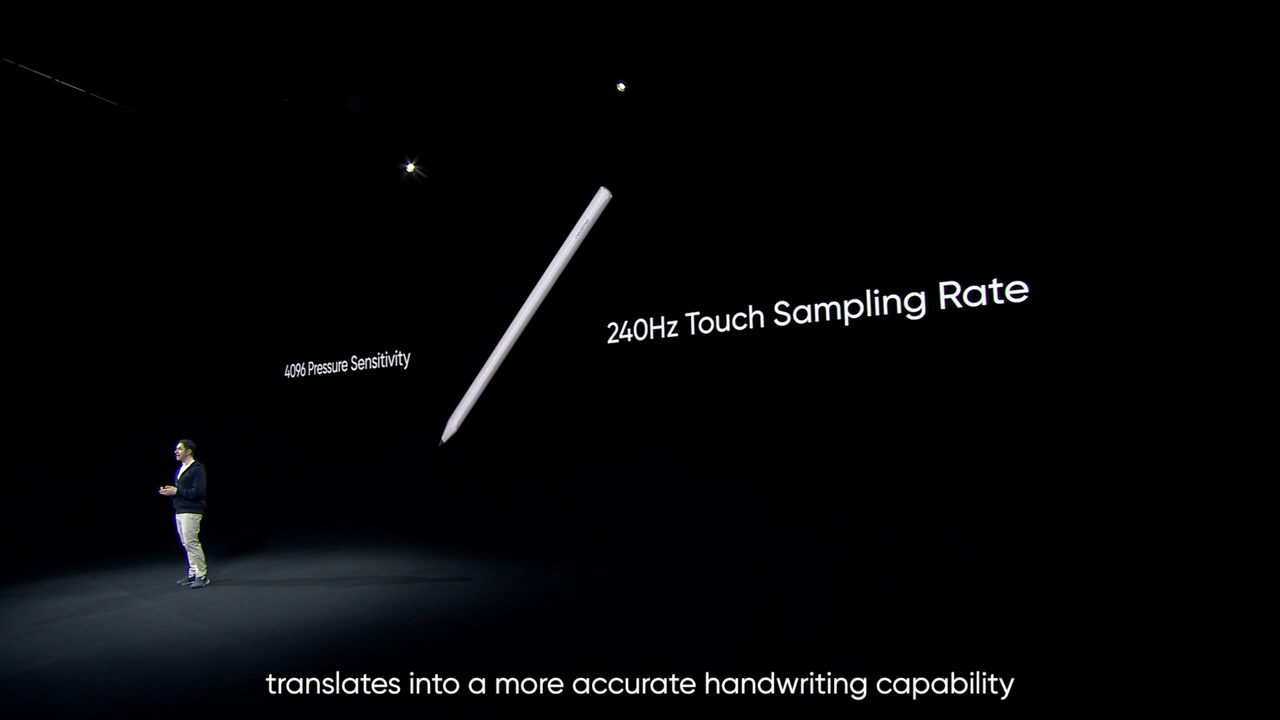 4096 Pressure Sensitivity
240Hz Touch Sampling Rate
translates into a more accurate handwriting capability